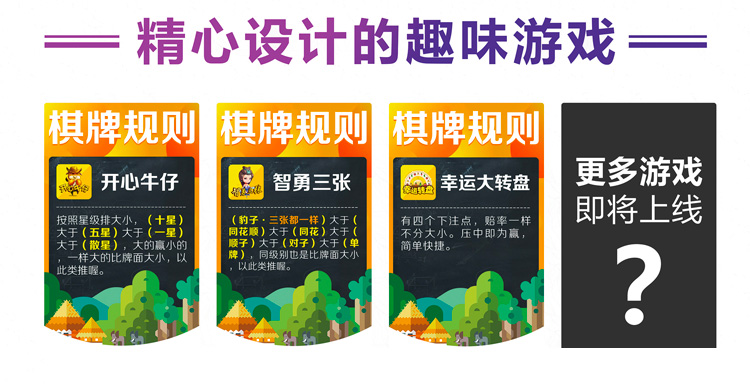 精心设计的趣味游戏
棋牌规则
开心牛仔
按照星级排大小，（十星）
大于（五星）大于（一星）
大于（散星），大的赢小的
，一样大的比牌面大小，以
此类推喔。
棋牌规则
智勇三张
（豹子·三张都一样）大于（
同花顺）大于（同花）大于（
顺子）大于（对子）大于（单
牌），同级别也是比牌面大小
，以此类推喔。
棋牌规则
幸运大转盘
幸运转盘
有四个下注点，赔率一样
不分大小。压中即为赢，
简单快捷。
更多游戏
即将上线
?